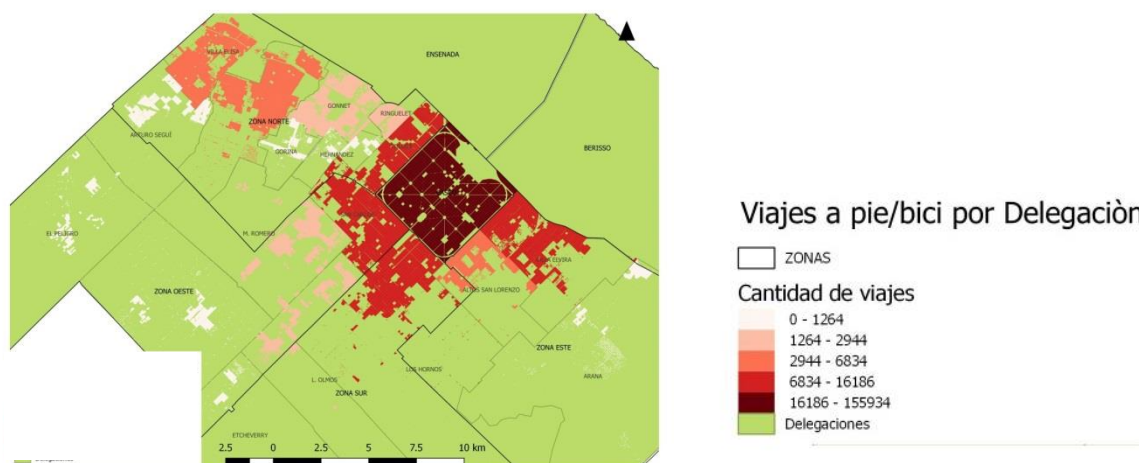 ENSENADA
VILLA ELISA
GONNET
RINGUELET
ZONA NORTE
ARTURO SEGUÍ
GORINA
HERNÁNDEZ
BERISSO
EL PELIGRO
M. ROMERO
VILLA ELVIRA
ZONA OESTE
ALTOS SAN LORENZO
ZONA ESTE
LOS HORNOS
ARANA
L. OLMOS
ZONA SUR
ETCHEVERRY
2.5 0 2.5 5 7.5 10 km
Viajes a pie/bici por Delegaciòn
ZONAS
Cantidad de viajes
0 - 1264
1264 - 2944
2944 - 6834
6834 - 16186
16186 - 155934
Delegaciones